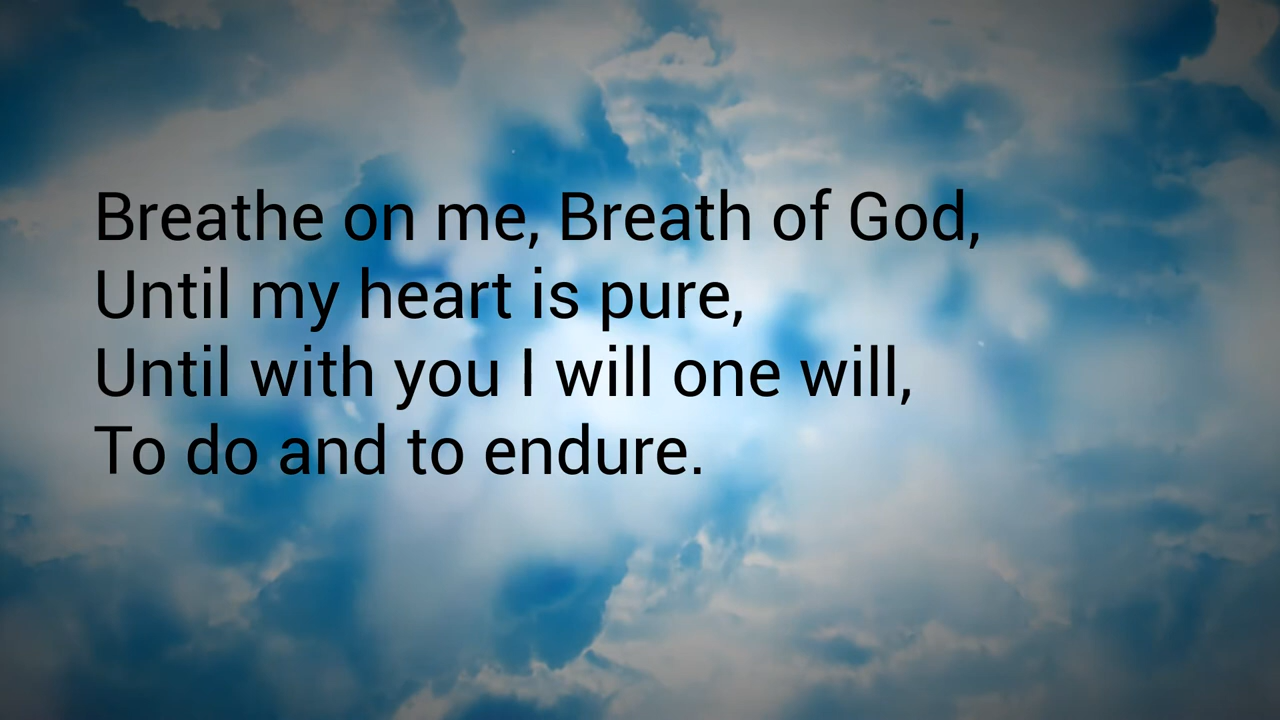 Breathe on me, Breath of God,
Until my heart is pure,
Until with you I will one will,
To do and to endure.